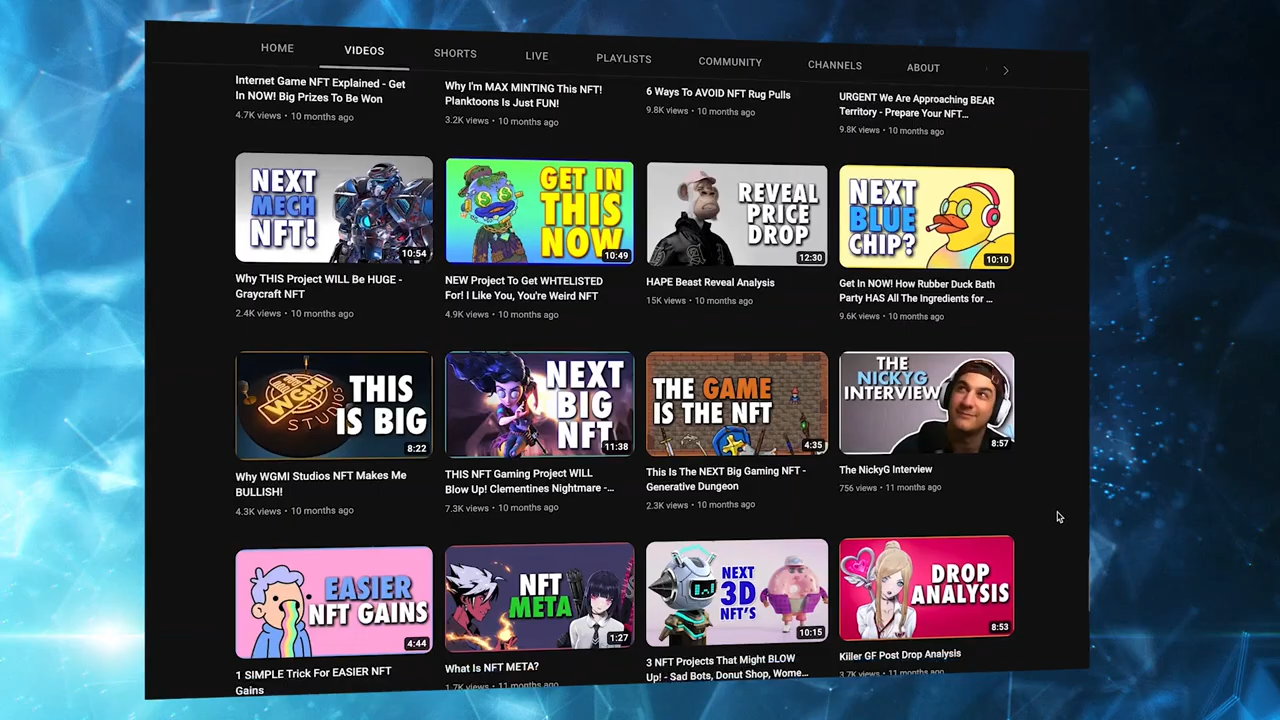 HOME
VIDEOS
SHORTS
LIVE
PLAYLISTS
COMMUNITY
CHANNELS
ABOUT
Internet Game NFT Explained - Get
In NOW! Big Prizes To Be Won
4.7K views • 10 months ago
Why I'm MAX MINTING This NFT!
Planktoons Is Just FUN!
3.2K views • 10 months ago
6 Ways To AVOID NFT Rug Pulls
9.8K views • 10 months ago
URGENT We Are Approaching BEAR
Territory - Prepare Your NFT...
9.8K views • 10 months ago
NEXT
MECH
NFT!
10:54
Why THIS Project WILL Be HUGE -
Graycraft NFT
2.4K views • 10 months ago
GET IN
THIS
NOW
10:49
NEW Project To Get WHTELISTED
For! I Like You, You're Weird NFT
4.9K views • 10 months ago
REVEAL
PRICE
DROP
12:30
HAPE Beast Reveal Analysis
15K views • 10 months ago
NEXT
BLUE
CHIP?
10:10
Get In NOW! How Rubber Duck Bath
Party HAS All The Ingredients for ...
9.6K views • 10 months ago
WGMI
STUDIOS
THIS
IS BIG
8:22
Why WGMI Studios NFT Makes Me
BULLISH!
4.3K views • 10 months ago
NEXT
BIG
NFT
11:38
THIS NFT Gaming Project WILL
Blow Up! Clementines Nightmare -...
7.3K views • 10 months ago
THE GAME
IS THE NFT
4:35
This Is The NEXT Big Gaming NFT -
Generative Dungeon
2.3K views • 10 months ago
THE
NICKYG
INTERVIEW
8:57
The NickyG Interview
756 views • 11 months ago
EASIER
NFT GAINS
4:44
1 SIMPLE Trick For EASIER NFT
Gains
NFT
META
1:27
What Is NFT META?
1.7K views • 11 months ago
NEXT
3D
NFT'S
10:15
3 NFT Projects That Might BLOW
Up! - Sad Bots, Donut Shop, Wome...
DROP
ANALYSIS
8:53
Killer GF Post Drop Analysis
3.7K views • 11 months ago